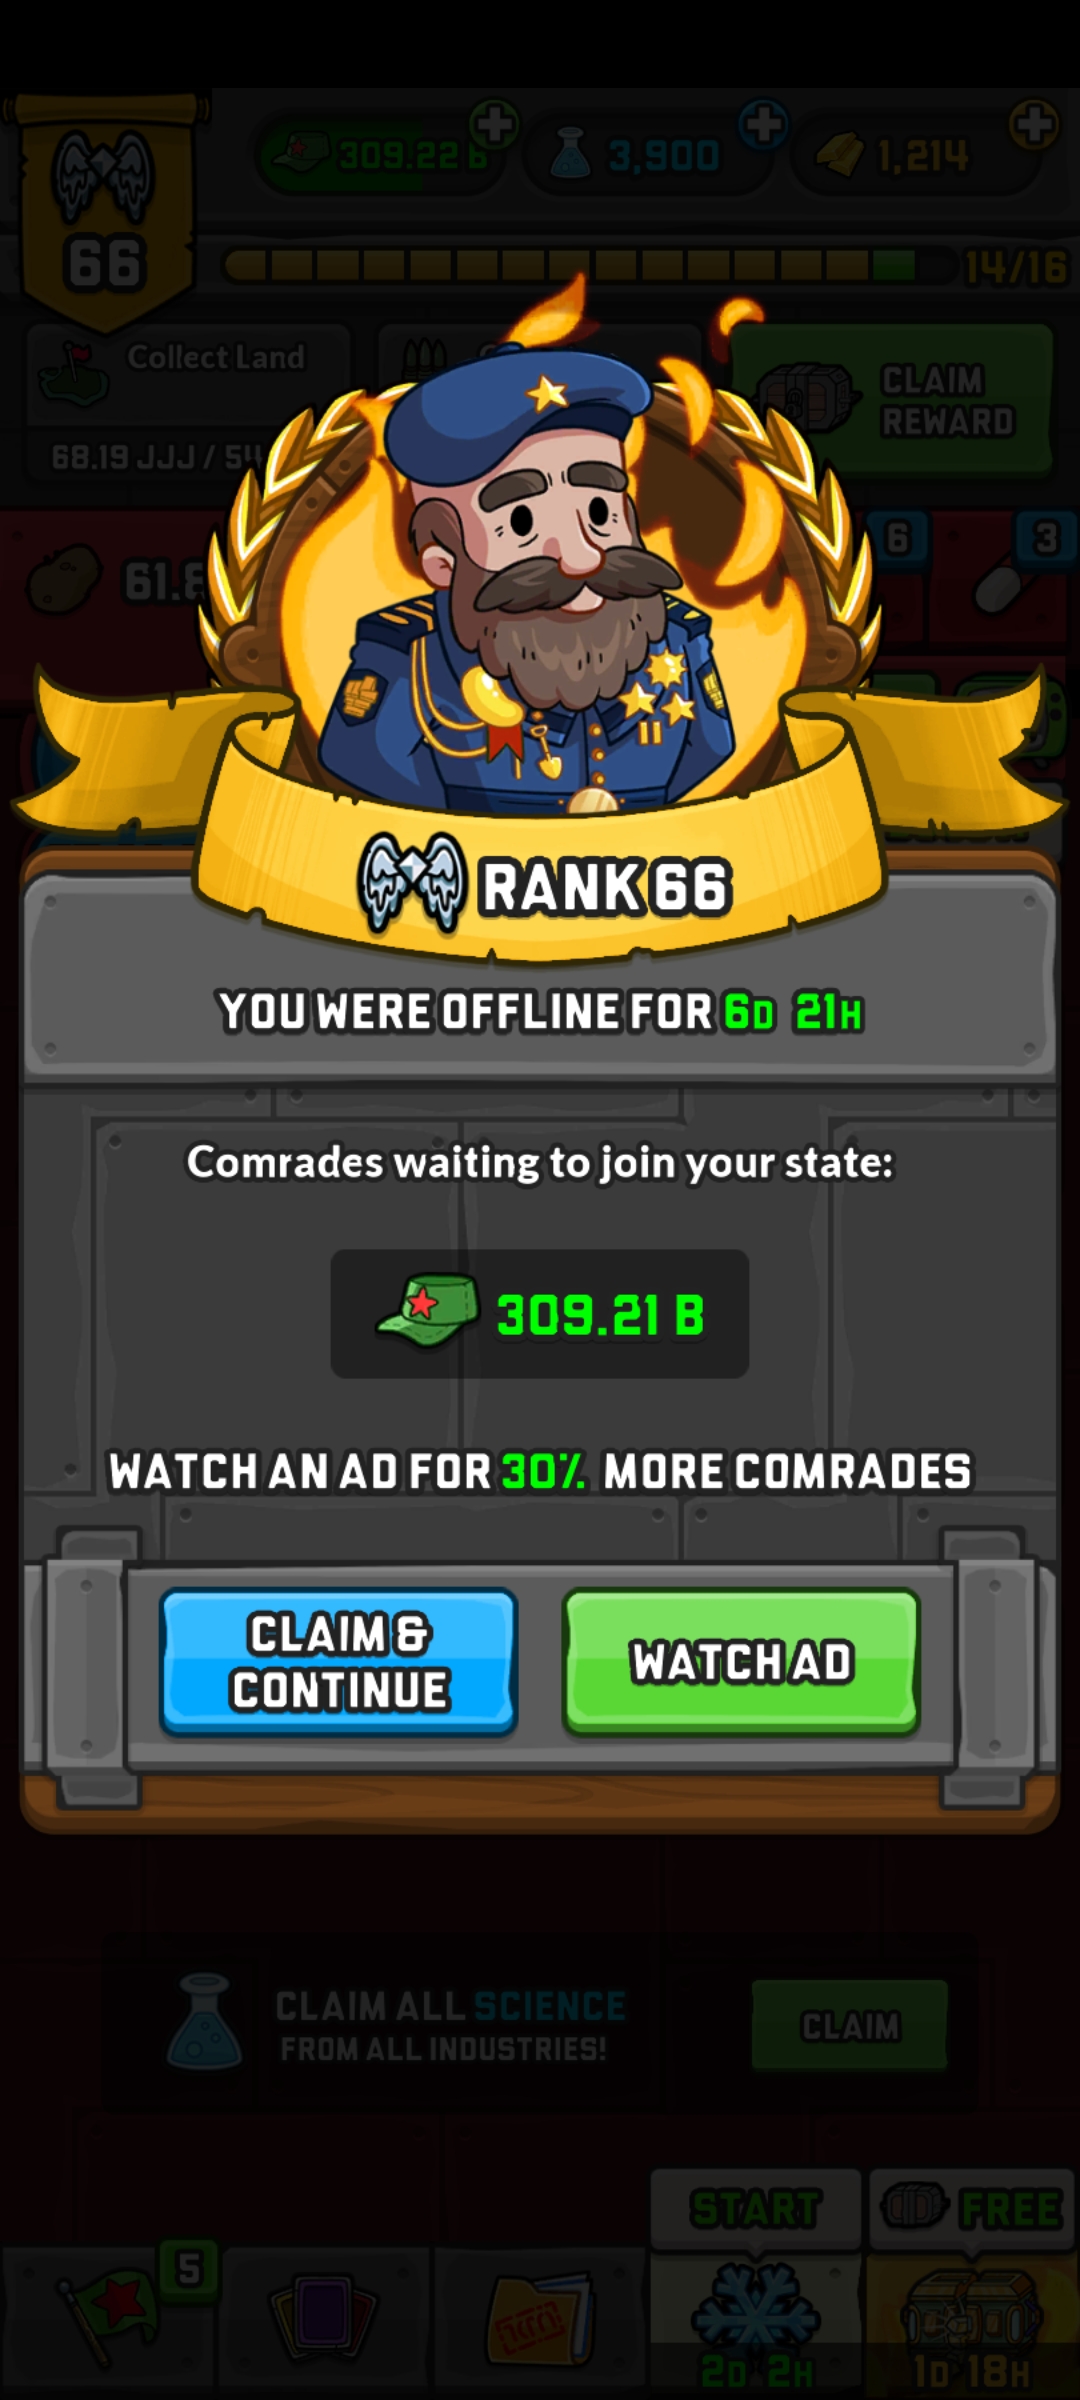 66
309.22 B
3,900
1,214
14/16
Collect Land
68.19 JJJ / 54
CLAIM
REWARD
61.8
6
3
RANK 66
YOU WERE OFFLINE FOR 6D 21H
Comrades waiting to join your state:
309.21 B
WATCH AN AD FOR 30% MORE COMRADES
CLAIM &
CONTINUE
WATCH AD
CLAIM ALL SCIENCE
FROM ALL INDUSTRIES!
CLAIM
START
FREE
5
2D 2H
1D 18H